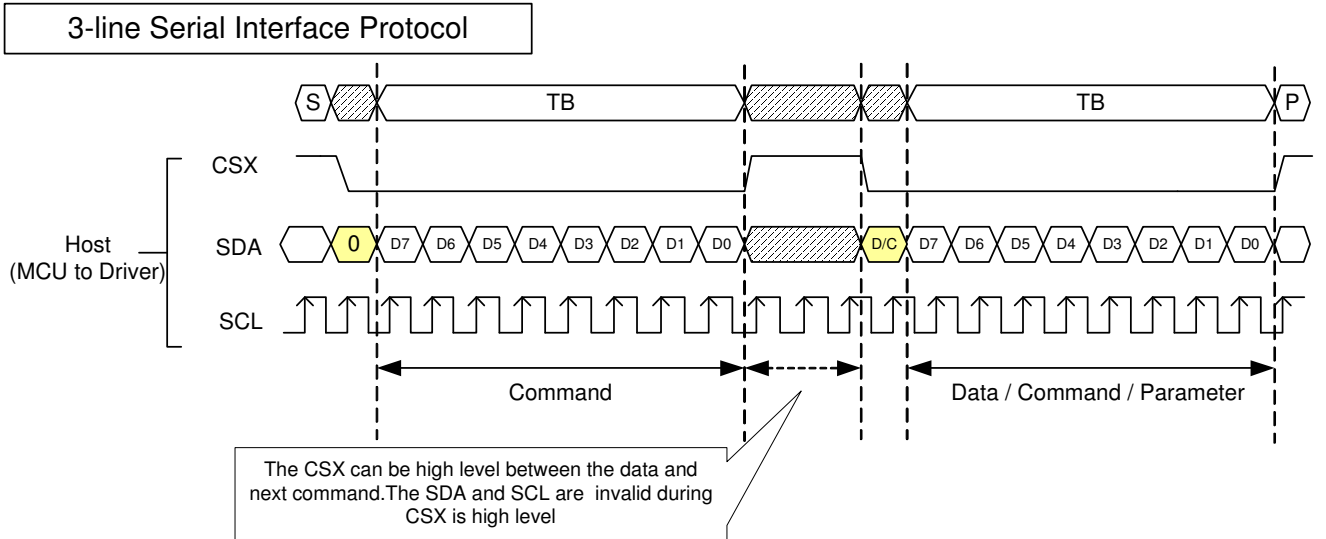 3-line Serial Interface Protocol
S TB TB P
CSX
Host
(MCU to Driver)
SDA 0 D7 D6 D5 D4 D3 D2 D1 D0 D/C D7 D6 D5 D4 D3 D2 D1 D0
SCL
Command Data / Command / Parameter
The CSX can be high level between the data and
next command.The SDA and SCL are invalid during
CSX is high level